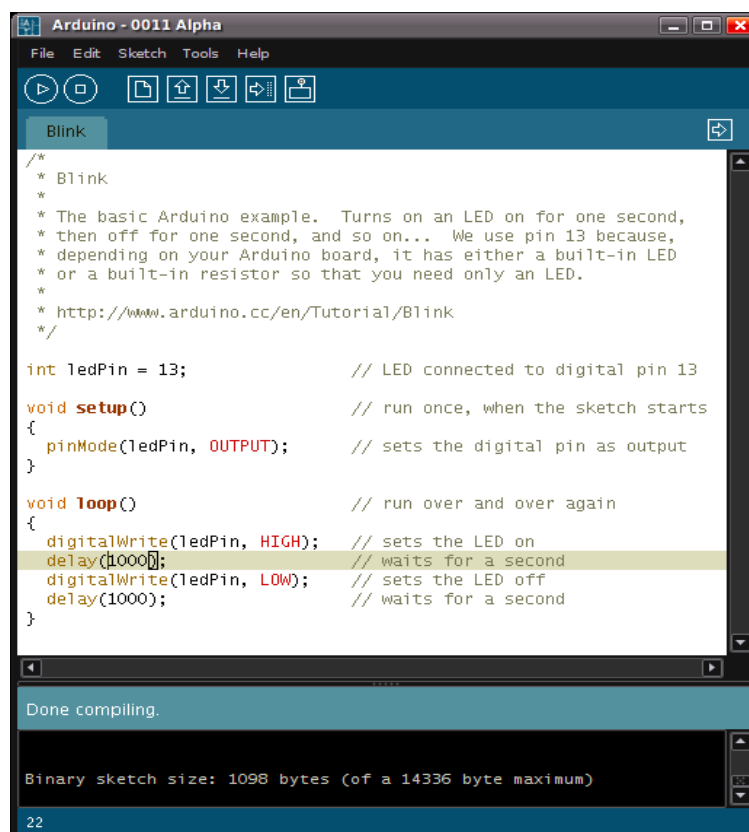 Arduino - 0011 Alpha
File Edit Sketch Tools Help
Blink
/*
 * Blink
 *
 * The basic Arduino example.  Turns on an LED on for one second,
 * then off for one second, and so on...  We use pin 13 because,
 * depending on your Arduino board, it has either a built-in LED
 * or a built-in resistor so that you need only an LED.
 *
 * http://www.arduino.cc/en/Tutorial/Blink
 */
int ledPin = 13;                // LED connected to digital pin 13
void setup()                    // run once, when the sketch starts
{
  pinMode(ledPin, OUTPUT);      // sets the digital pin as output
}
void loop()                     // run over and over again
{
  digitalWrite(ledPin, HIGH);   // sets the LED on
  delay(1000);                  // waits for a second
  digitalWrite(ledPin, LOW);    // sets the LED off
  delay(1000);                  // waits for a second
}
Done compiling.
Binary sketch size: 1098 bytes (of a 14336 byte maximum)
22